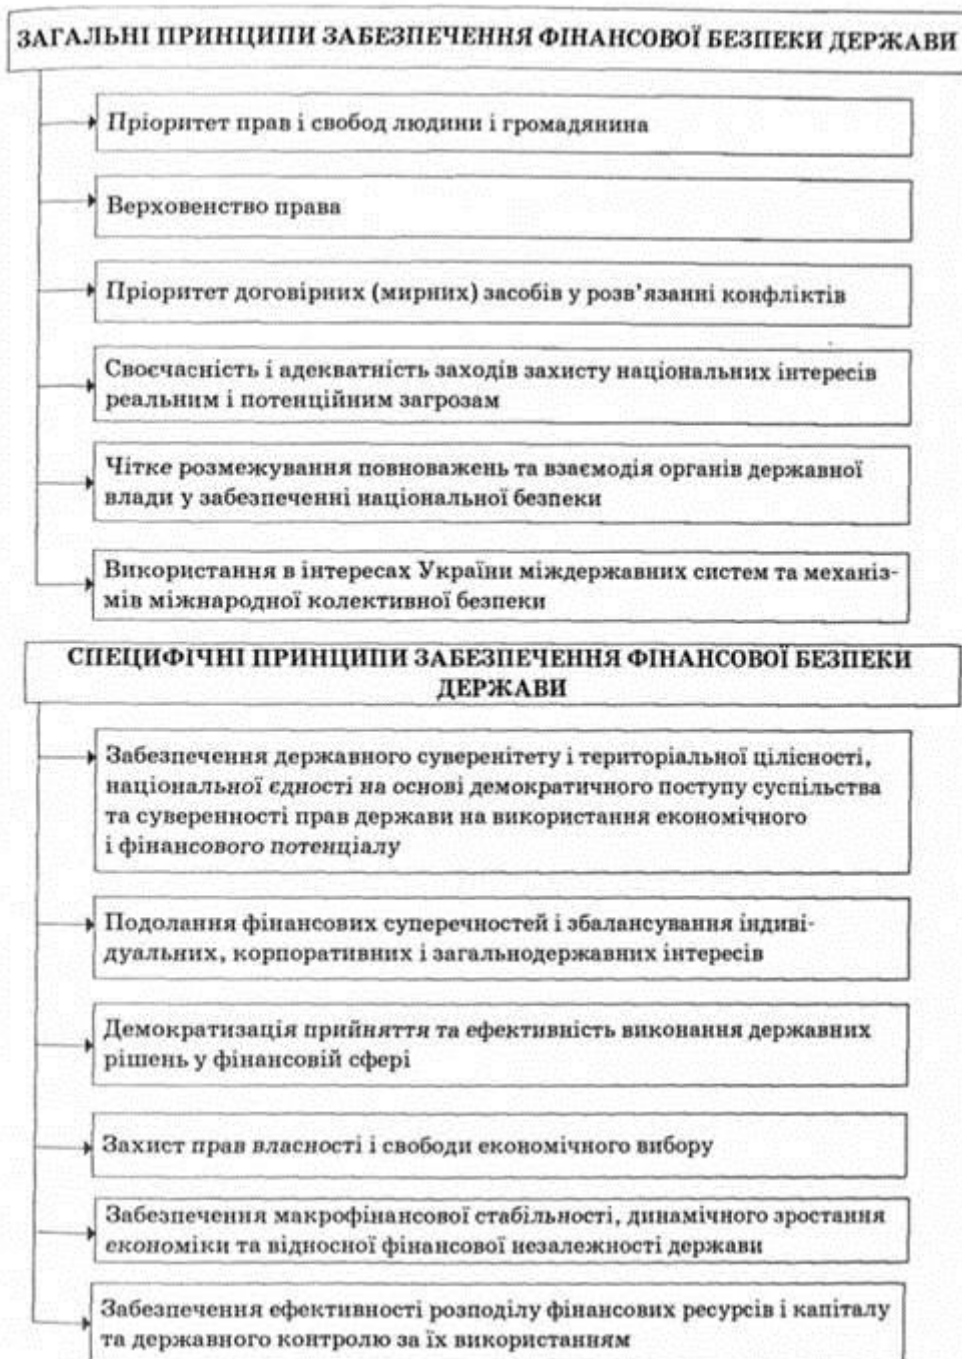 ЗАГАЛЬНІ ПРИНЦИПИ ЗАБЕЗПЕЧЕННЯ ФІНАНСОВОЇ БЕЗПЕКИ ДЕРЖАВИ
Пріоритет прав і свобод людини і громадянина
Верховенство права
Пріоритет договірних (мирних) засобів у розв’язанні конфліктів
Своєчасність і адекватність заходів захисту національних інтересів
реальним і потенційним загрозам
Чітке розмежування повноважень та взаємодія органів державної
влади у забезпеченні національної безпеки
Використання в інтересах України міждержавних систем та механіз-
мів міжнародної колективної безпеки
СПЕЦИФІЧНІ ПРИНЦИПИ ЗАБЕЗПЕЧЕННЯ ФІНАНСОВОЇ БЕЗПЕКИ
ДЕРЖАВИ
Забезпечення державного суверенітету і територіальної цілісності,
національної єдності на основі демократичного поступу суспільства
та суверенності прав держави на використання економічного
і фінансового потенціалу
Подолання фінансових суперечностей і збалансування індиві-
дуальних, корпоративних і загальнодержавних інтересів
Демократизація прийняття та ефективність виконання державних
рішень у фінансовій сфері
Захист прав власності і свободи економічного вибору
Забезпечення макрофінансової стабільності, динамічного зростання
економіки та відносної фінансової незалежності держави
Забезпечення ефективності розподілу фінансових ресурсів і капіталу
та державного контролю за їх використанням